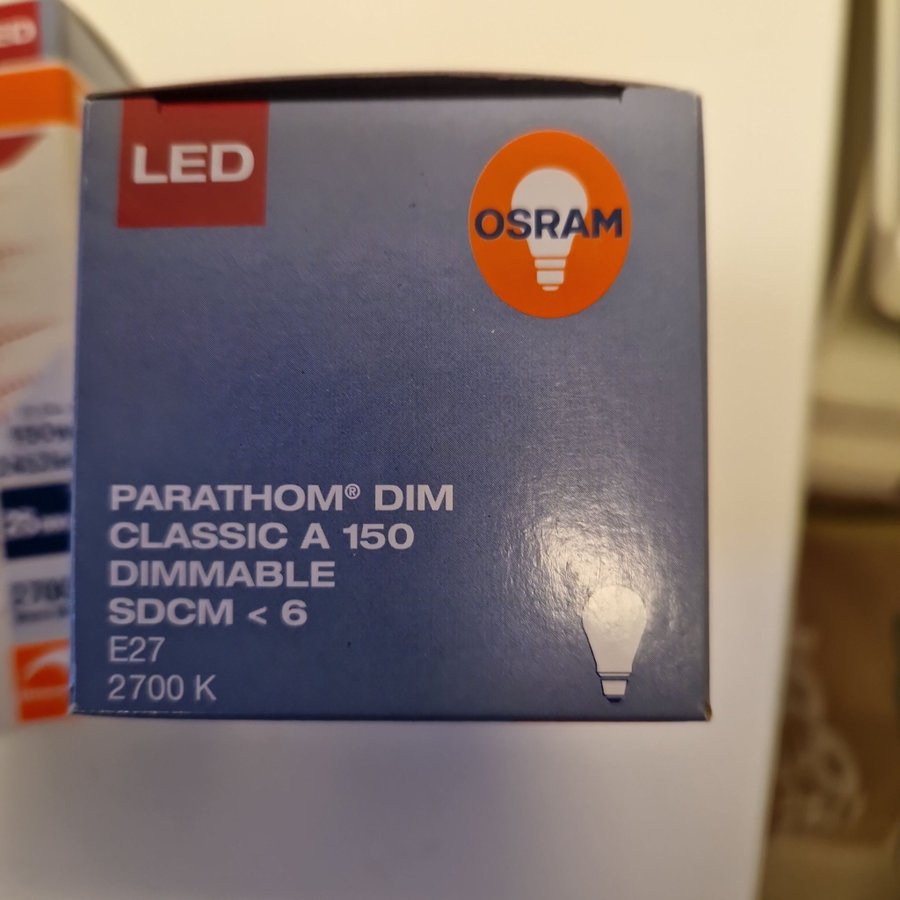 LED
OSRAM
PARATHOM® DIM
CLASSIC A 150
DIMMABLE
SDCM < 6
E27
2700 K